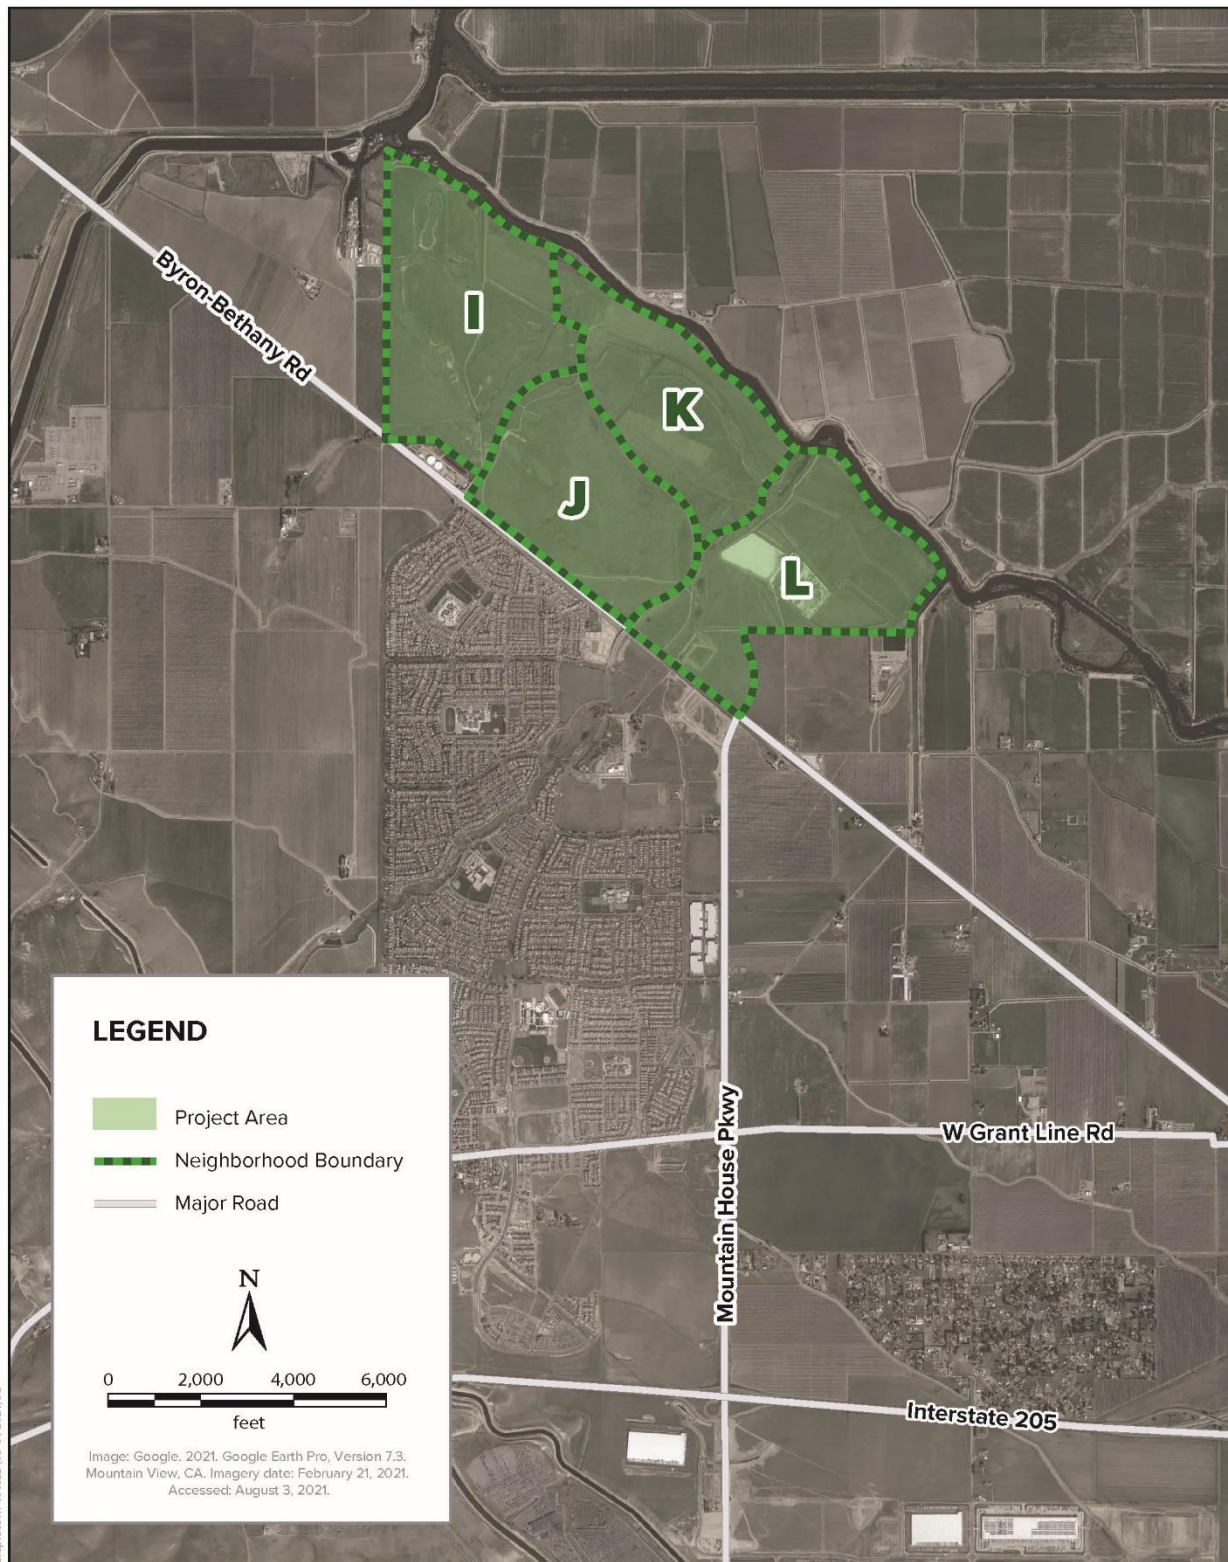 I
Byron-Bethany Rd
K
J
L
LEGEND
Project Area
Neighborhood Boundary
Major Road
N
0 2,000 4,000 6,000
feet
Image: Google. 2021. Google Earth Pro, Version 7.3.
Mountain View, CA. Imagery date: February 21, 2021.
Accessed: August 3, 2021.
Mountain House Pkwy
W Grant Line Rd
Interstate 205